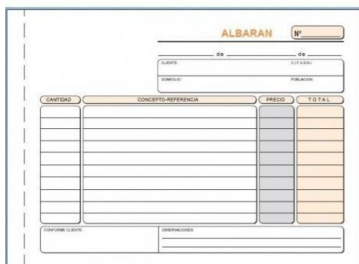 ALBARAN Nº
de de
CLIENTE C.I.F./D.N.I.
DOMICILIO POBLACION
CANTIDAD CONCEPTO-REFERENCIA PRECIO TOTAL
CONFORME CLIENTE OBSERVACIONES